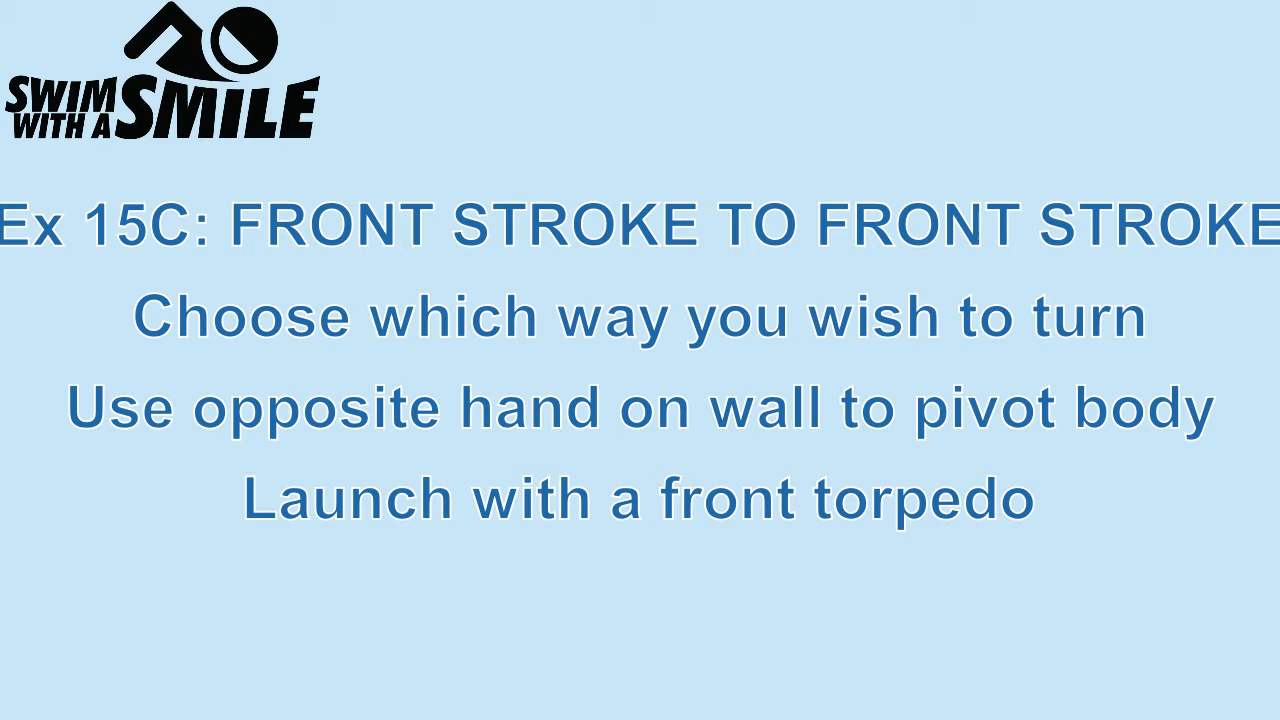 SWIM
WITH A SMILE
Ex 15C: FRONT STROKE TO FRONT STROKE
Choose which way you wish to turn
Use opposite hand on wall to pivot body
Launch with a front torpedo